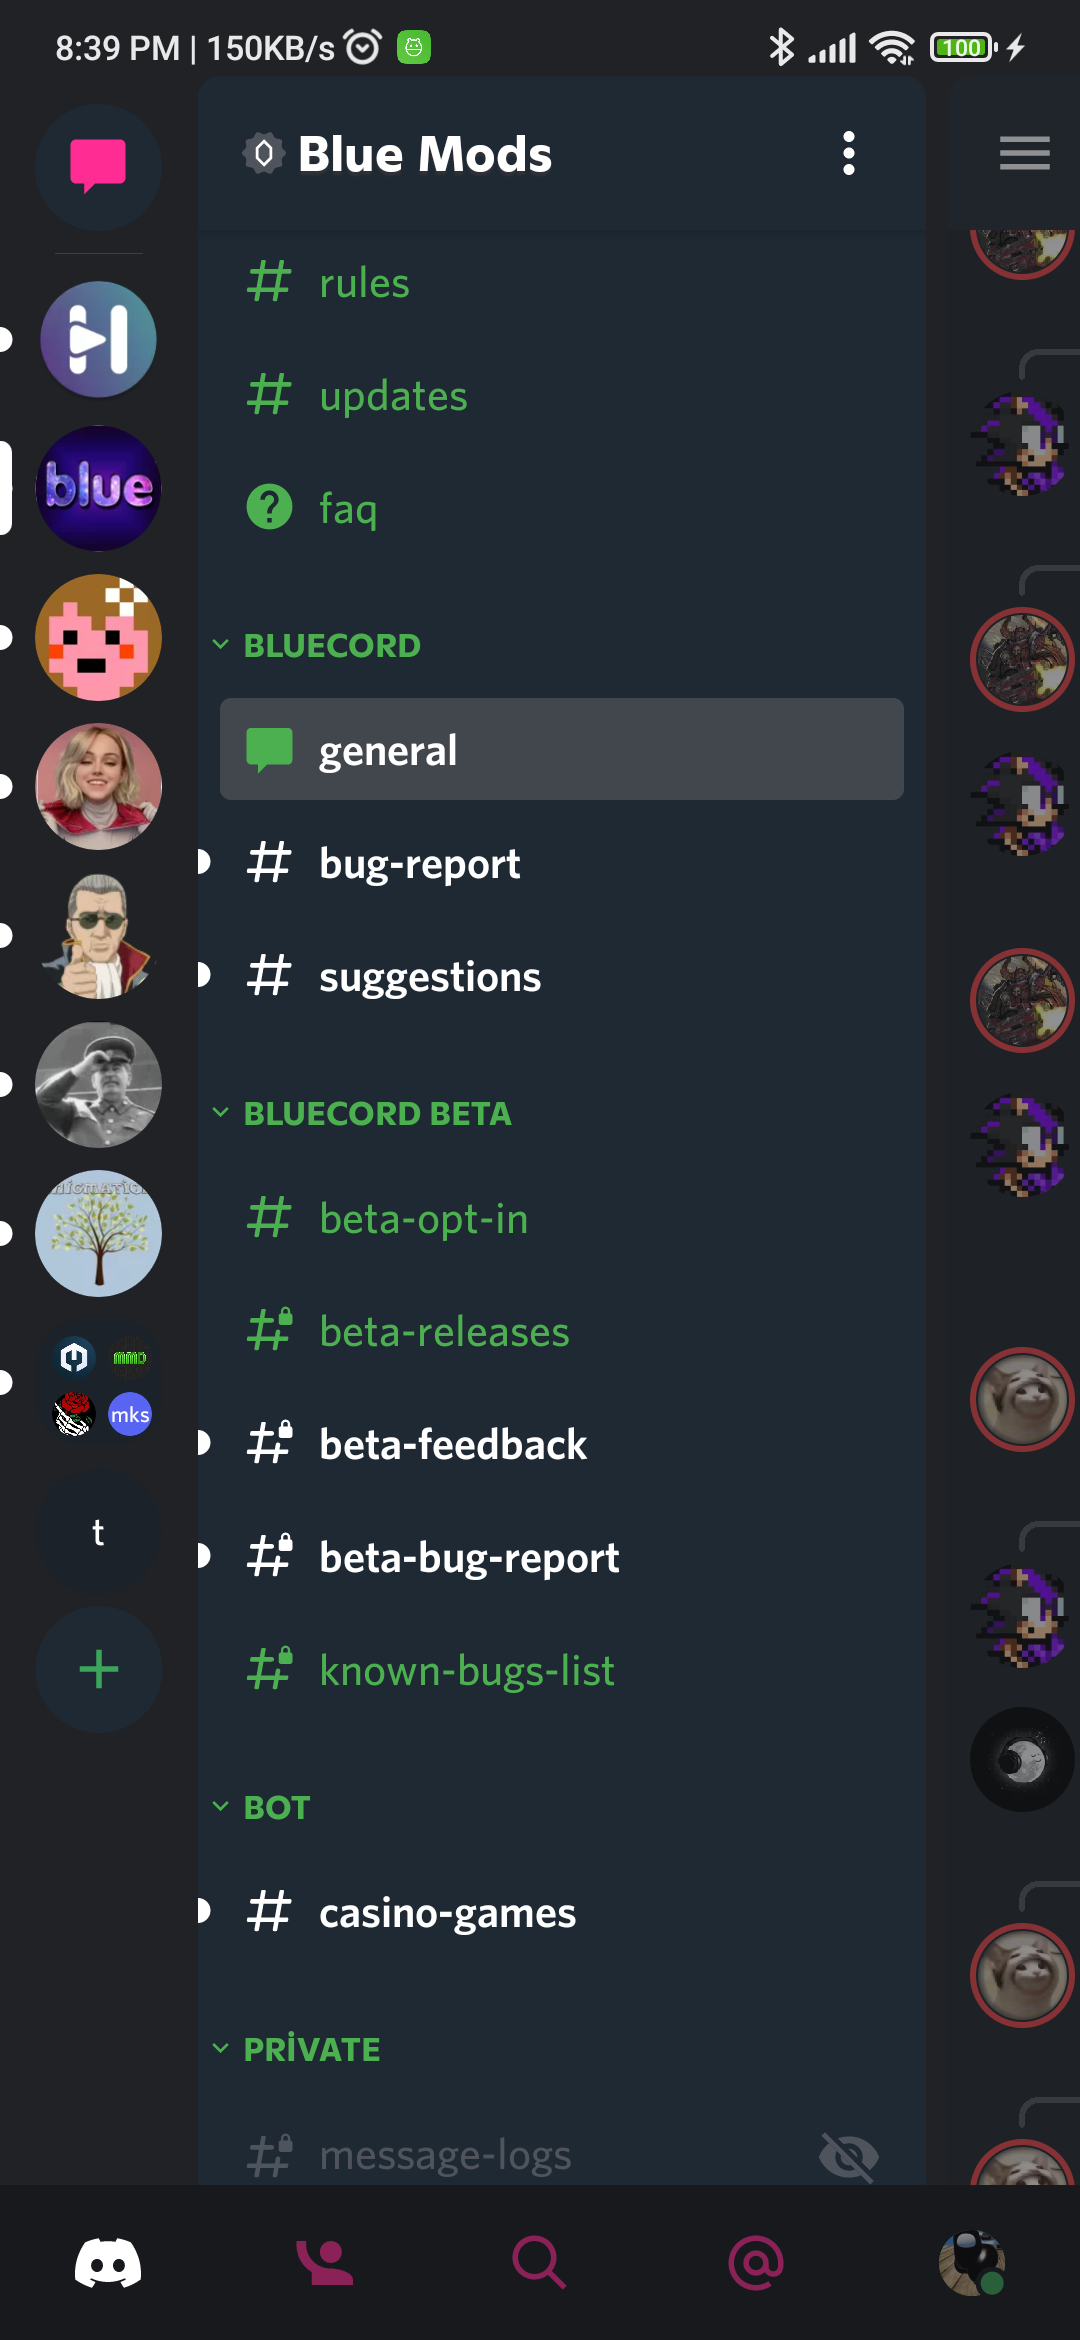 8:39 PM | 150KB/s
100
Blue Mods
rules
updates
faq
blue
BLUECORD
general
bug-report
suggestions
BLUECORD BETA
beta-opt-in
beta-releases
beta-feedback
mmd
mks
t
beta-bug-report
known-bugs-list
BOT
casino-games
PRİVATE
message-logs